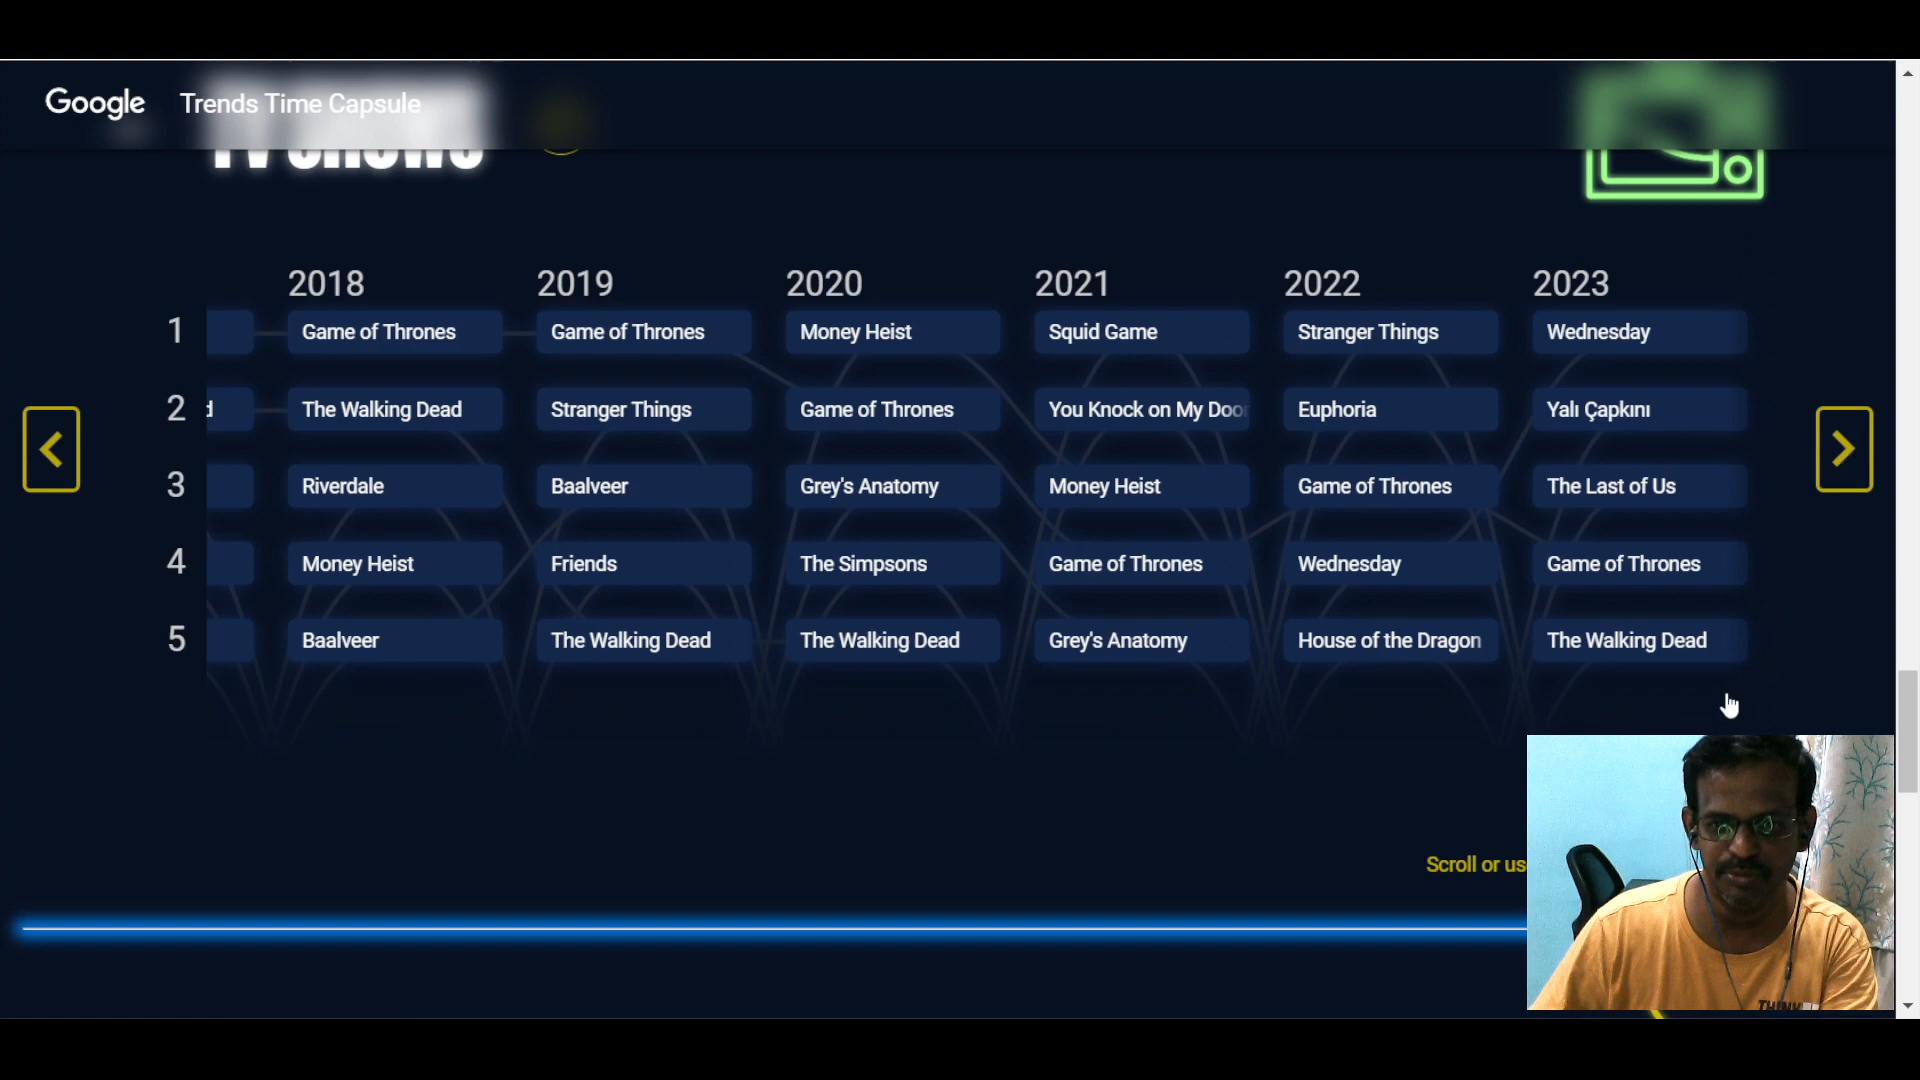 Google Trends Time Capsule
TV Shows
2018 2019 2020 2021 2022 2023
1 Game of Thrones Game of Thrones Money Heist Squid Game Stranger Things Wednesday
2 d The Walking Dead Stranger Things Game of Thrones You Knock on My Door Euphoria Yalı Çapkını
3 Riverdale Baalveer Grey's Anatomy Money Heist Game of Thrones The Last of Us
4 Money Heist Friends The Simpsons Game of Thrones Wednesday Game of Thrones
5 Baalveer The Walking Dead The Walking Dead Grey's Anatomy House of the Dragon The Walking Dead
Scroll or us
THINK